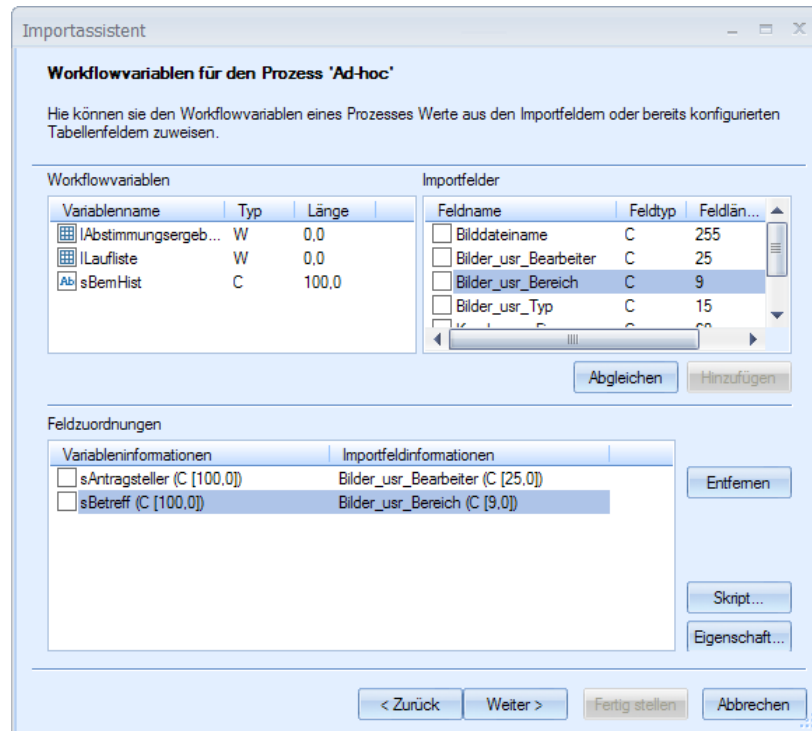 Importassistent
Workflowvariablen für den Prozess 'Ad-hoc'
Hie können sie den Workflowvariablen eines Prozesses Werte aus den Importfeldern oder bereits konfigurierten
Tabellenfeldern zuweisen.
Workflowvariablen
Variablenname Typ Länge
lAbstimmungsergeb... W 0,0
lLaufliste W 0,0
sBemHist C 100,0
Importfelder
Feldname Feldtyp Feldlän...
Bilddateiname C 255
Bilder_usr_Bearbeiter C 25
Bilder_usr_Bereich C 9
Bilder_usr_Typ C 15
Abgleichen Hinzufügen
Feldzuordnungen
Variableninformationen Importfeldinformationen
sAntragsteller (C [100,0]) Bilder_usr_Bearbeiter (C [25,0])
sBetreff (C [100,0]) Bilder_usr_Bereich (C [9,0])
Entfernen
Skript...
Eigenschaft...
< Zurück Weiter > Fertig stellen Abbrechen